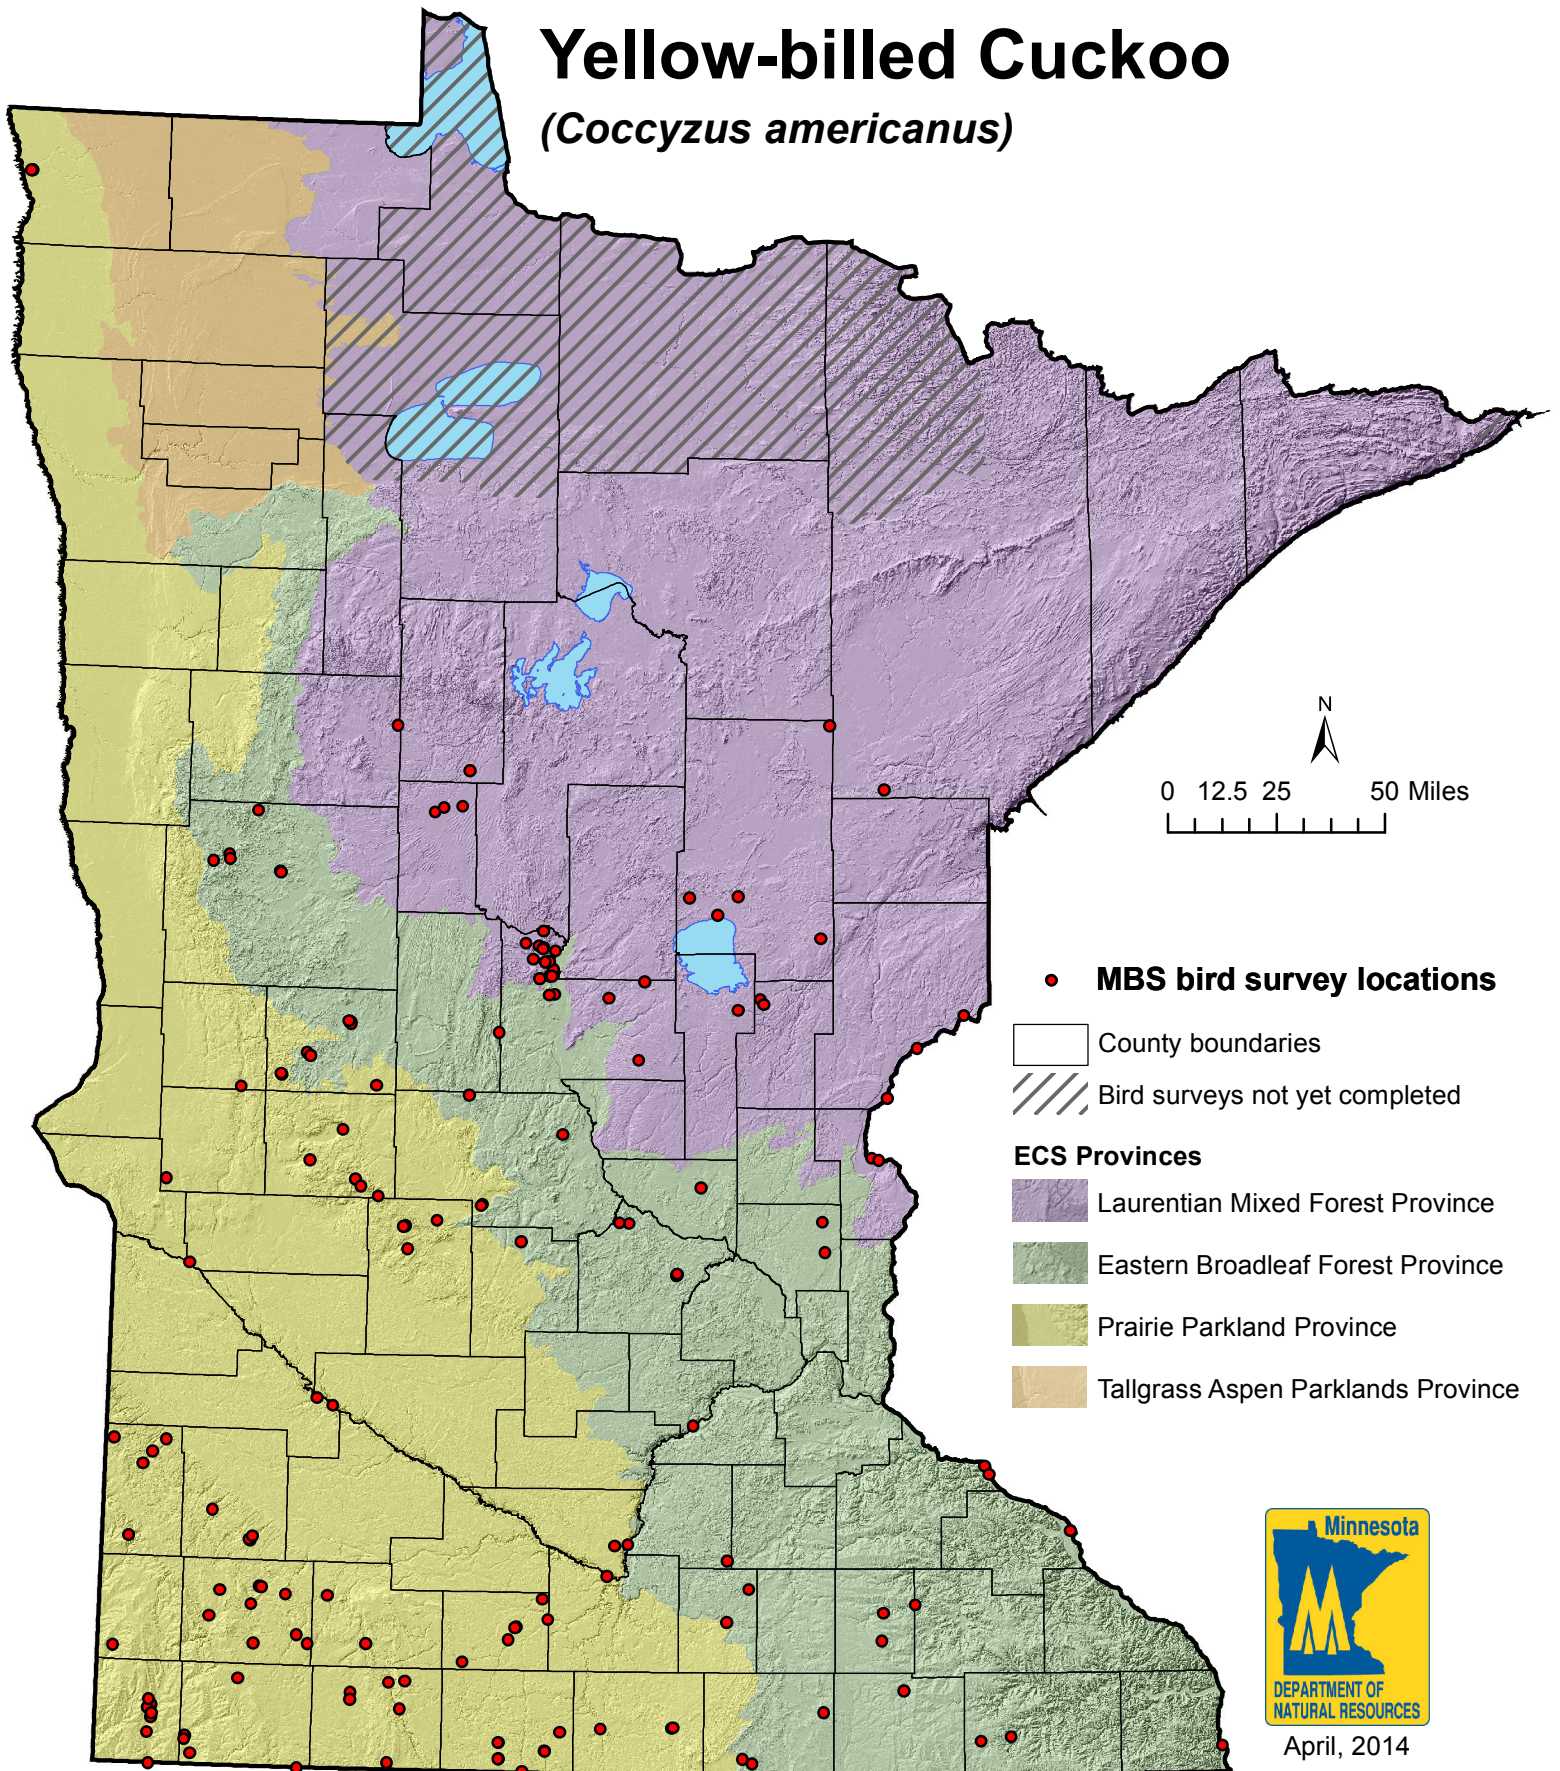 Yellow-billed Cuckoo
(Coccyzus americanus)
N
0 12.5 25 50 Miles
MBS bird survey locations
County boundaries
Bird surveys not yet completed
ECS Provinces
Laurentian Mixed Forest Province
Eastern Broadleaf Forest Province
Prairie Parkland Province
Tallgrass Aspen Parklands Province
Minnesota
DEPARTMENT OF
NATURAL RESOURCES
April, 2014